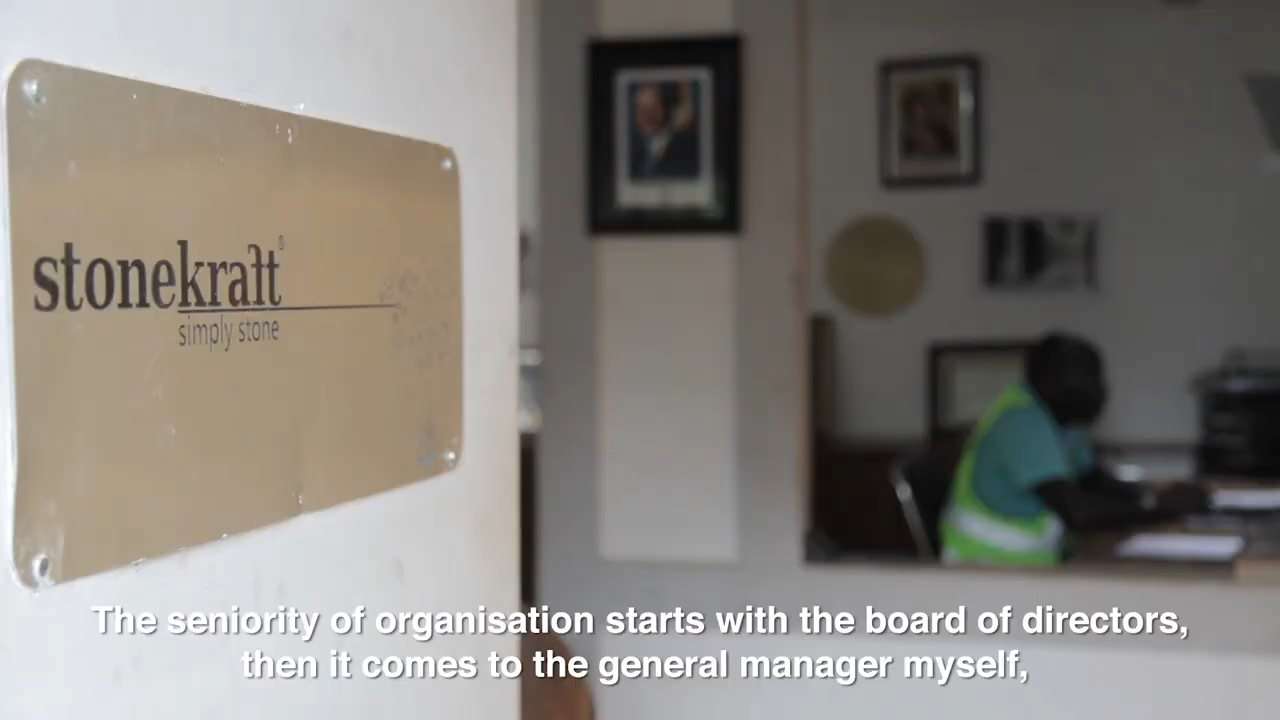 stonekraft®
simply stone
The seniority of organisation starts with the board of directors,
then it comes to the general manager myself,